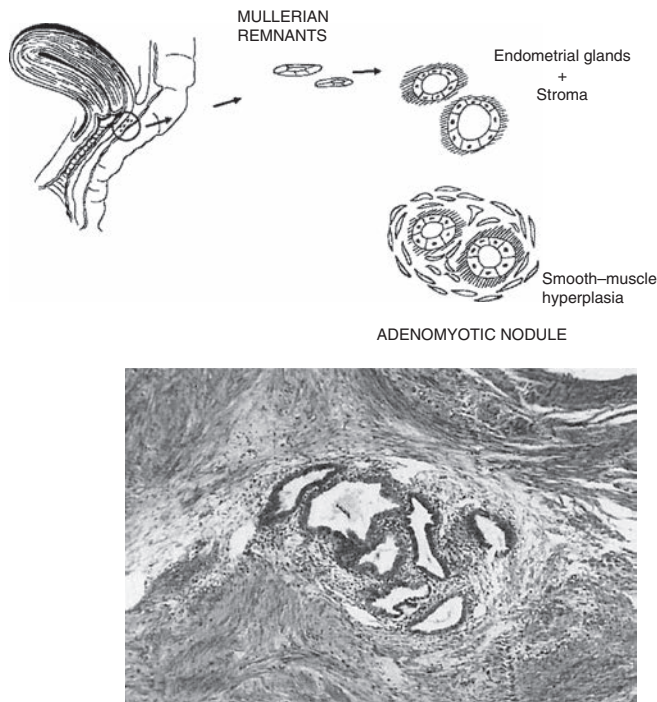 MULLERIAN
REMNANTS
Endometrial glands
+
Stroma
Smooth–muscle
hyperplasia
ADENOMYOTIC NODULE